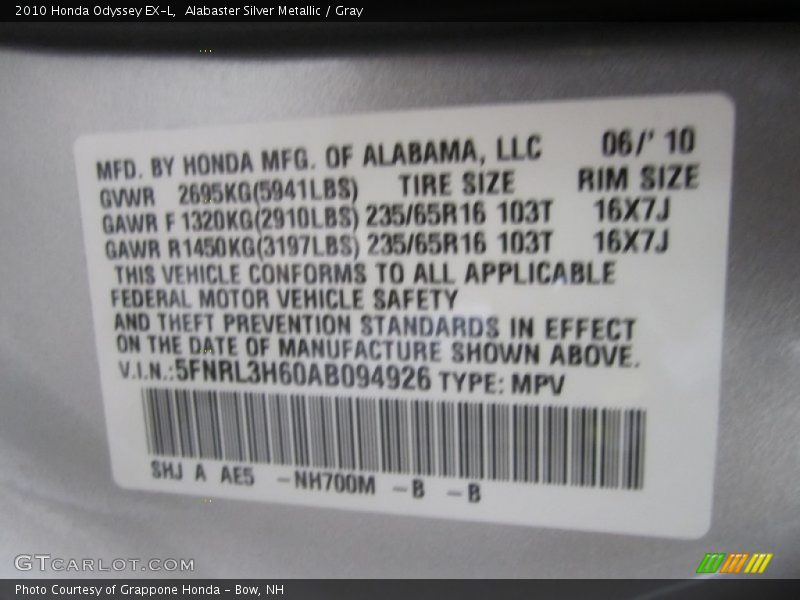 2010 Honda Odyssey EX-L,  Alabaster Silver Metallic / Gray
MFD. BY HONDA MFG. OF ALABAMA, LLC 06/' 10
GVWR 2695KG(5941LBS) TIRE SIZE RIM SIZE
GAWR F 1320KG(2910LBS) 235/65R16 103T 16X7J
GAWR R1450KG(3197LBS) 235/65R16 103T 16X7J
THIS VEHICLE CONFORMS TO ALL APPLICABLE
FEDERAL MOTOR VEHICLE SAFETY
AND THEFT PREVENTION STANDARDS IN EFFECT
ON THE DATE OF MANUFACTURE SHOWN ABOVE.
V.I.N.:5FNRL3H60AB094926 TYPE: MPV
SHJ A AE5 -NH700M -B -B
GTCARLOT.COM
Photo Courtesy of Grappone Honda - Bow, NH